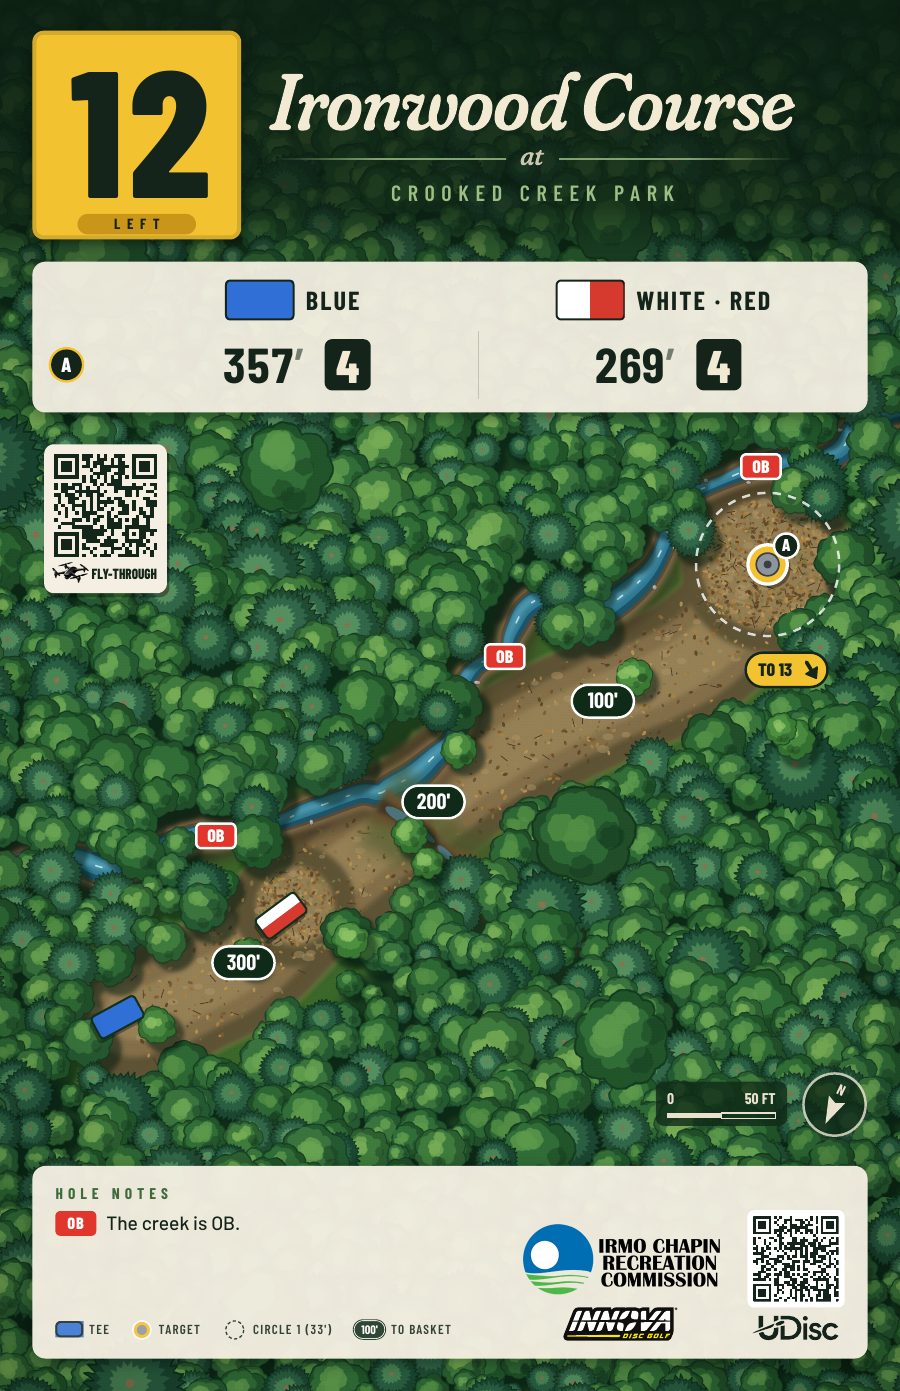 12
LEFT
Ironwood Course
at
CROOKED CREEK PARK
BLUE
WHITE · RED
A
357′ 4
269′ 4
FLY-THROUGH
OB
A
OB
TO 13
100'
200'
OB
300'
0 50 FT
N
HOLE NOTES
OB The creek is OB.
IRMO CHAPIN
RECREATION
COMMISSION
INNOVA
DISC GOLF
UDisc
TEE
TARGET
CIRCLE 1 (33')
100' TO BASKET